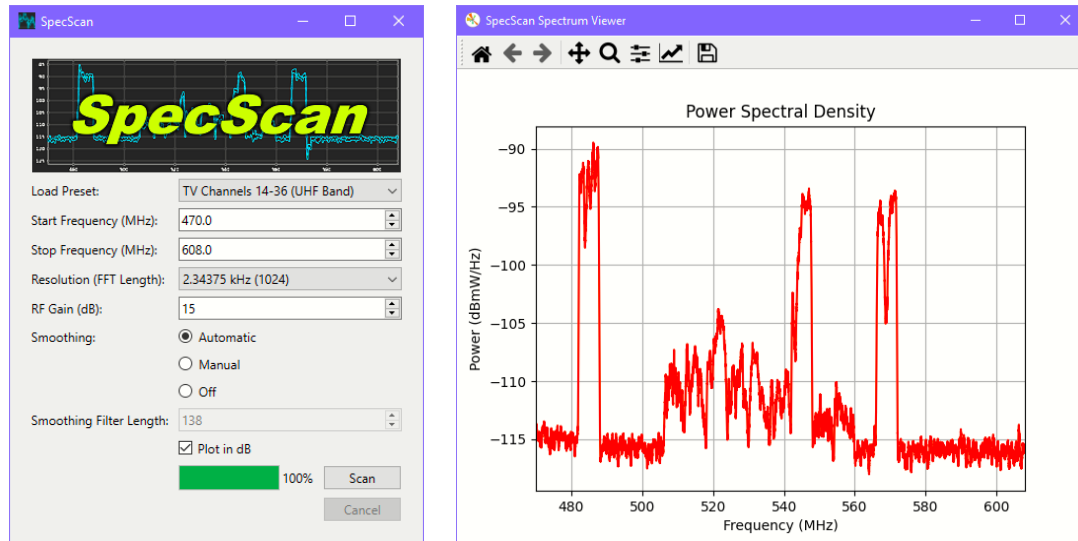 SpecScan
SpecScan
Load Preset: TV Channels 14-36 (UHF Band)
Start Frequency (MHz): 470.0
Stop Frequency (MHz): 608.0
Resolution (FFT Length): 2.34375 kHz (1024)
RF Gain (dB): 15
Smoothing: Automatic
Manual
Off
Smoothing Filter Length: 138
Plot in dB
100% Scan
Cancel
SpecScan Spectrum Viewer
Power Spectral Density
−90
−95
−100
−105
−110
−115
Power (dBmW/Hz)
480 500 520 540 560 580 600
Frequency (MHz)